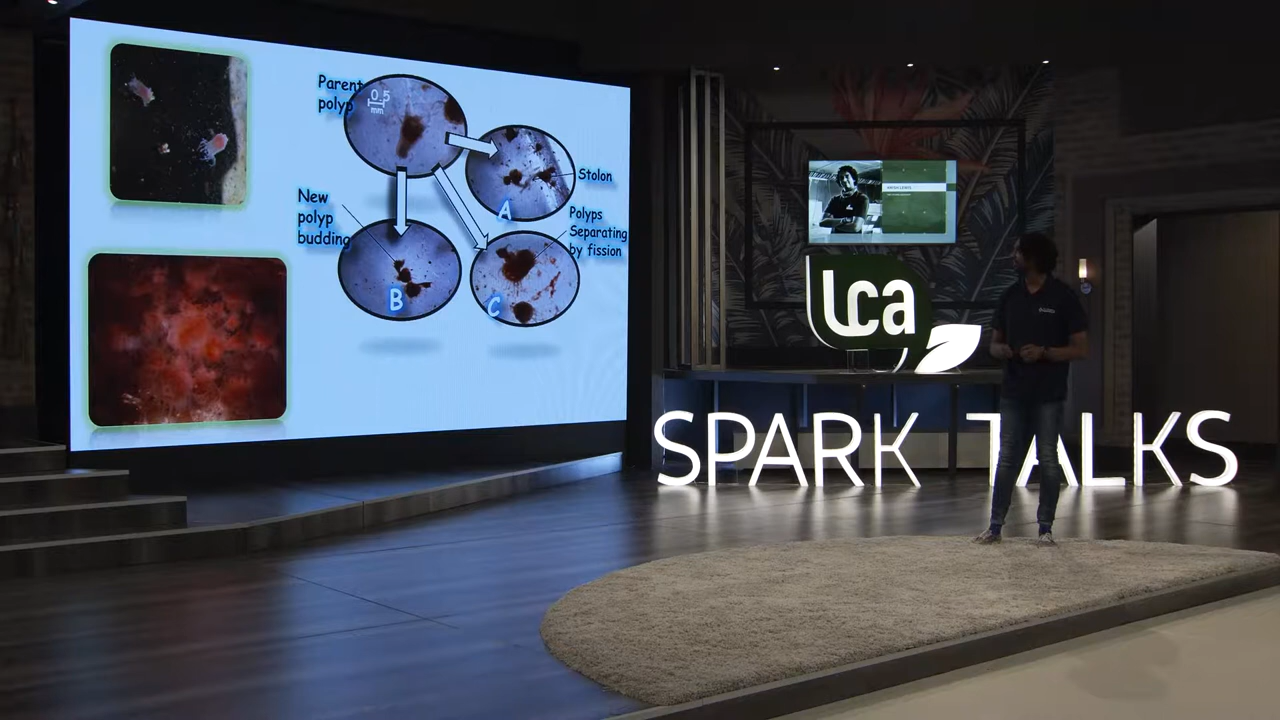 Parent
polyp
0.5
mm
Stolon
A
New
polyp
budding
Polyps
Separating
by fission
B
C
lca
SPARK TALKS